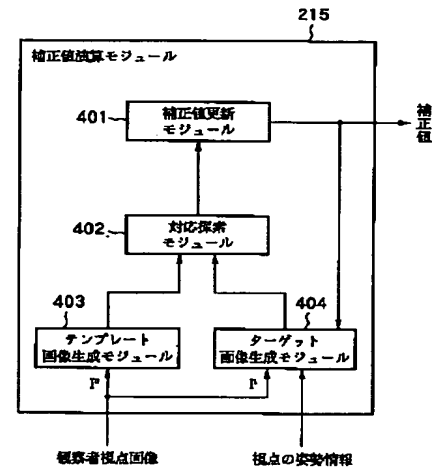 215
補正値演算モジュール
401
補正値更新
モジュール
補正値
402
対応探索
モジュール
403
テンプレート
画像生成モジュール
404
ターゲット
画像生成モジュール
観察者視点画像
視点の姿勢情報